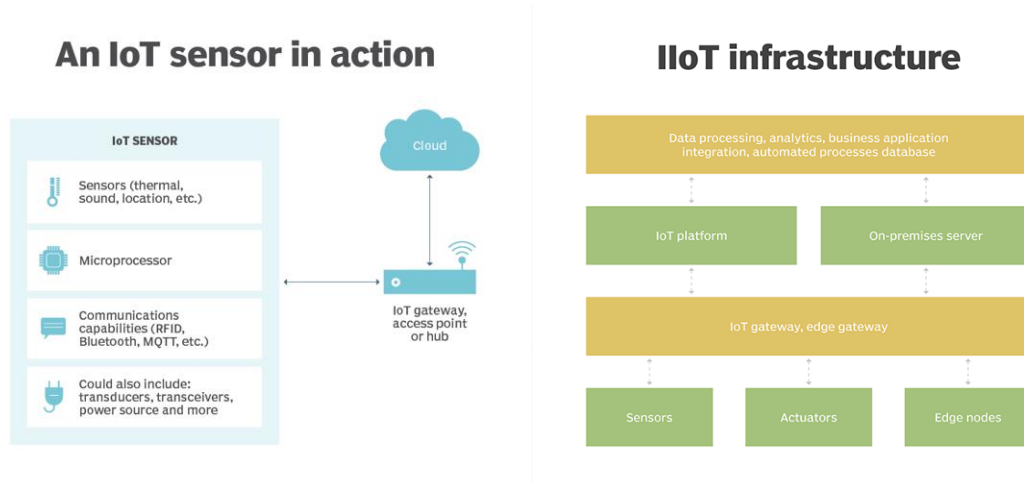 An IoT sensor in action
IoT SENSOR
Sensors (thermal,
sound, location, etc.)
Microprocessor
Communications
capabilities (RFID,
Bluetooth, MQTT, etc.)
Could also include:
transducers, transceivers,
power source and more
Cloud
IoT gateway,
access point
or hub
IIoT infrastructure
Data processing, analytics, business application
integration, automated processes database
IoT platform
On-premises server
IoT gateway, edge gateway
Sensors
Actuators
Edge nodes